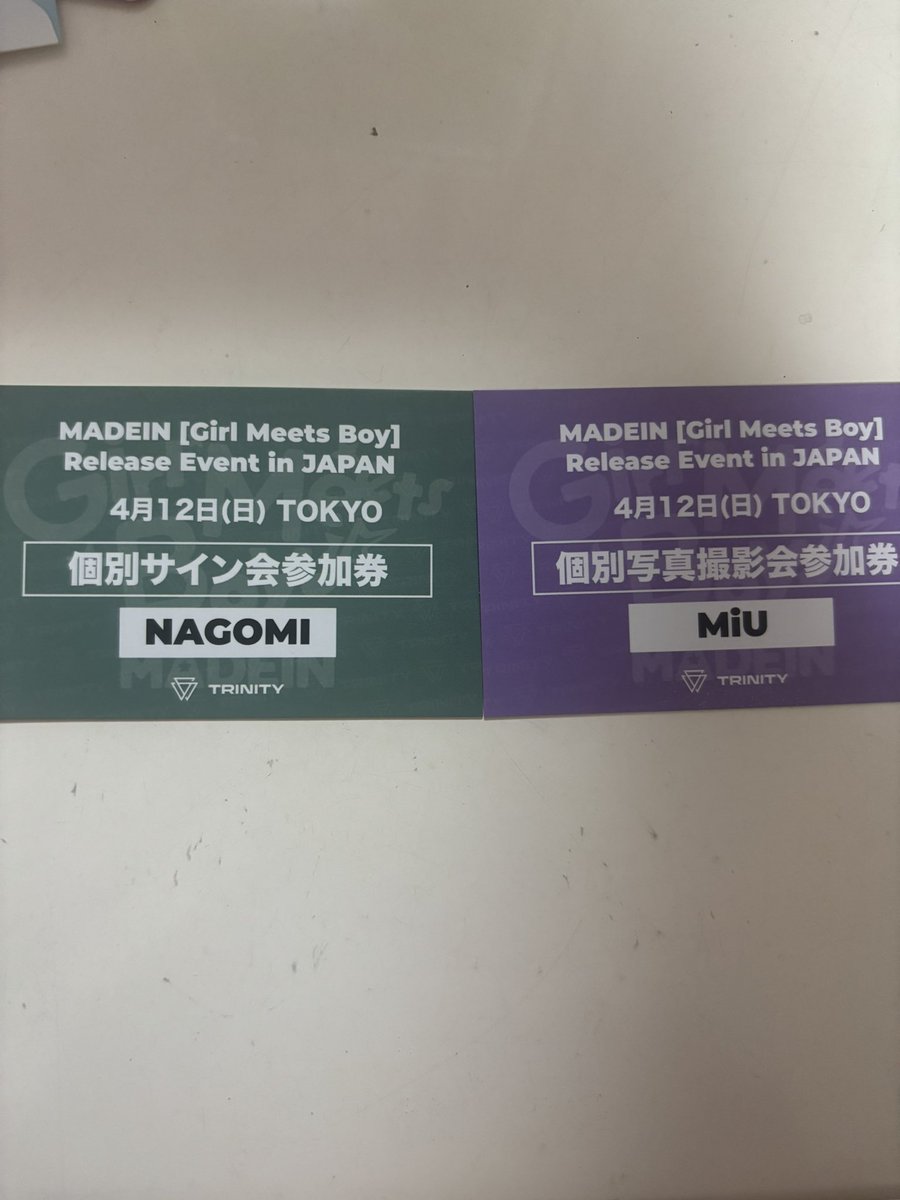 MADEIN [Girl Meets Boy]
Release Event in JAPAN
4月12日(日) TOKYO
個別サイン会参加券
NAGOMI
TRINITY
MADEIN [Girl Meets Boy]
Release Event in JAPAN
4月12日(日) TOKYO
個別写真撮影会参加券
MiU
TRINITY